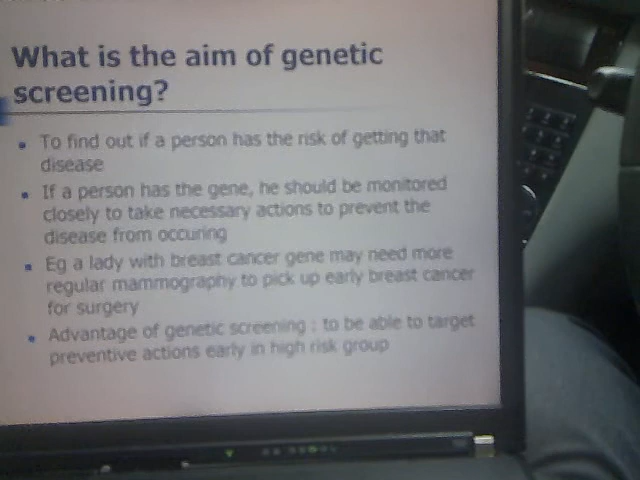 What is the aim of genetic
screening?
To find out if a person has the risk of getting that
disease
If a person has the gene, he should be monitored
closely to take necessary actions to prevent the
disease from occuring
Eg a lady with breast cancer gene may need more
regular mammography to pick up early breast cancer
for surgery
Advantage of genetic screening : to be able to target
preventive actions early in high risk group